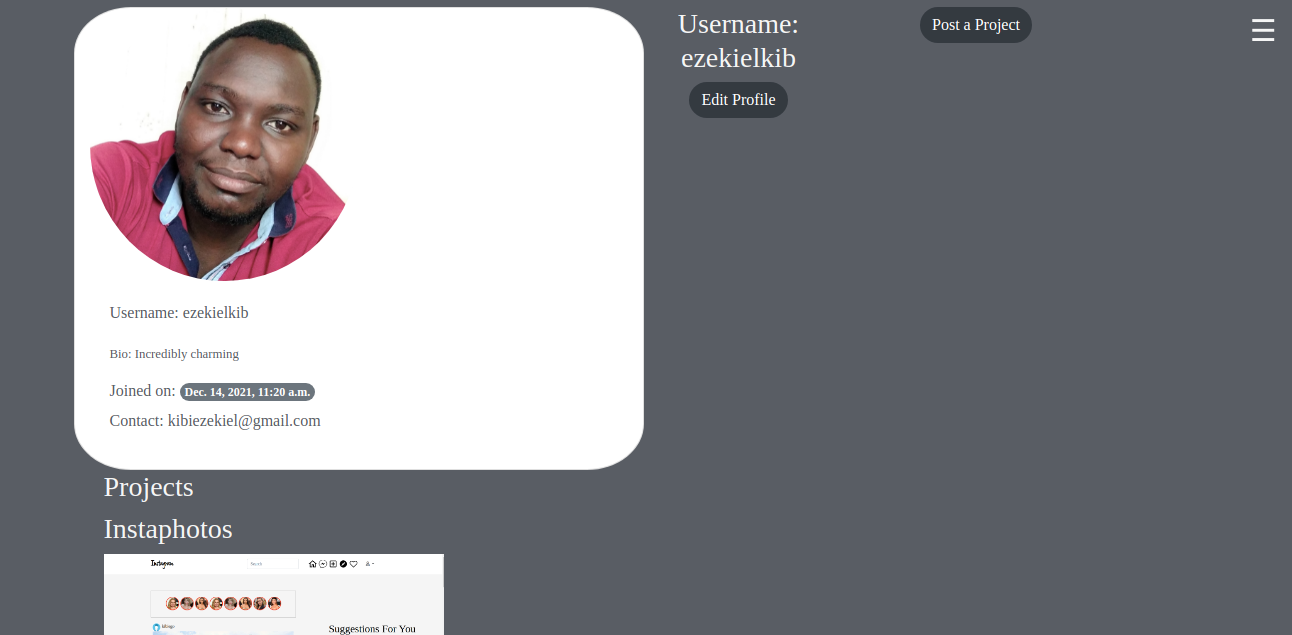 Username:
ezekielkib
Edit Profile
Post a Project
Username: ezekielkib
Bio: Incredibly charming
Joined on: Dec. 14, 2021, 11:20 a.m.
Contact: kibiezekiel@gmail.com
Projects
Instaphotos
Instagram
Search
Suggestions For You